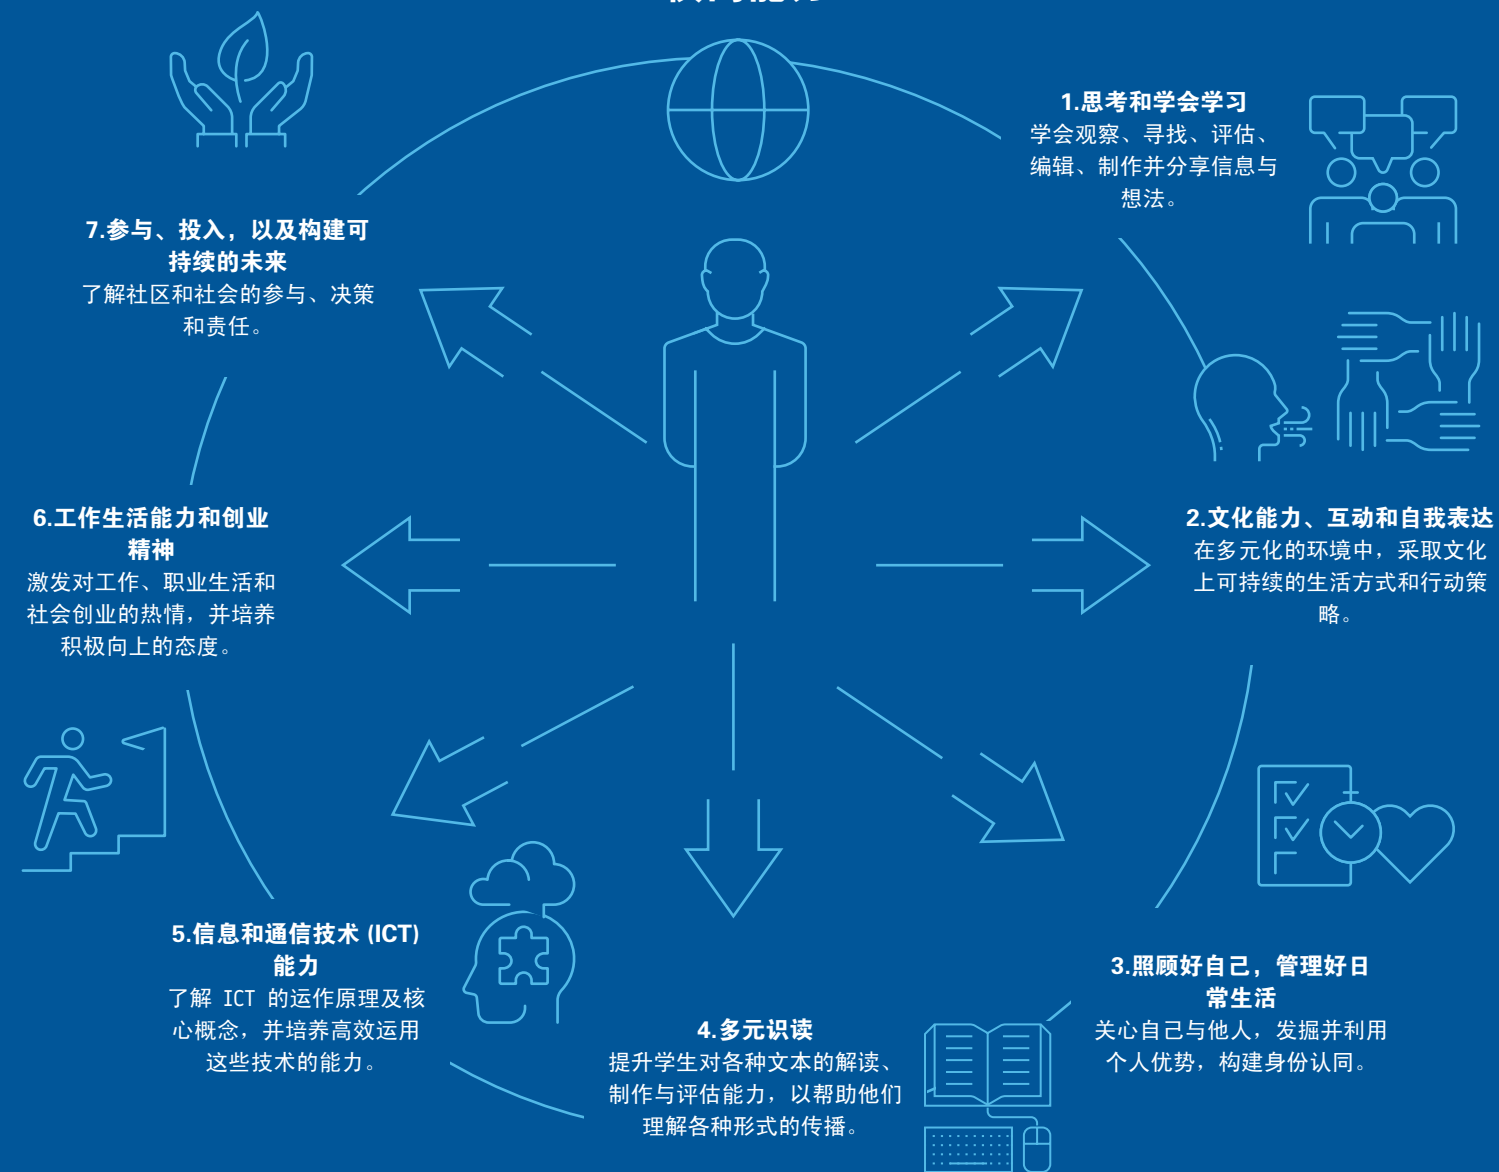 1.思考和学会学习
学会观察、寻找、评估、
编辑、制作并分享信息与
想法。
2.文化能力、互动和自我表达
在多元化的环境中，采取文化
上可持续的生活方式和行动策
略。
3.照顾好自己，管理好日
常生活
关心自己与他人，发掘并利用
个人优势，构建身份认同。
4.多元识读
提升学生对各种文本的解读、
制作与评估能力，以帮助他们
理解各种形式的传播。
5.信息和通信技术 (ICT)
能力
了解 ICT 的运作原理及核
心概念，并培养高效运用
这些技术的能力。
6.工作生活能力和创业
精神
激发对工作、职业生活和
社会创业的热情，并培养
积极向上的态度。
7.参与、投入，以及构建可
持续的未来
了解社区和社会的参与、决策
和责任。